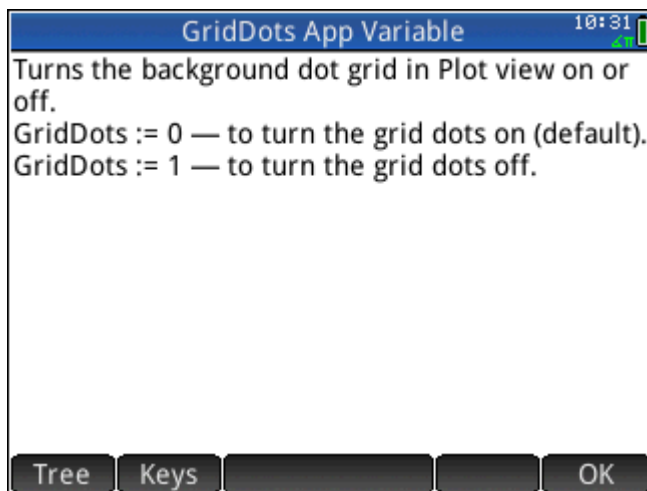 GridDots App Variable
10:31
∠π
Turns the background dot grid in Plot view on or
off.
GridDots := 0 — to turn the grid dots on (default).
GridDots := 1 — to turn the grid dots off.
Tree
Keys
OK